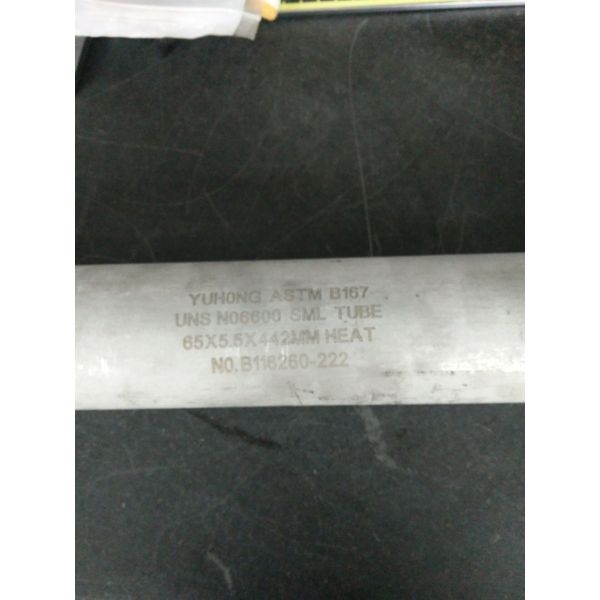 YUHONG ASTM B167
UNS N06600 SML TUBE
65X5.5X442MM HEAT
NO.B116260-222